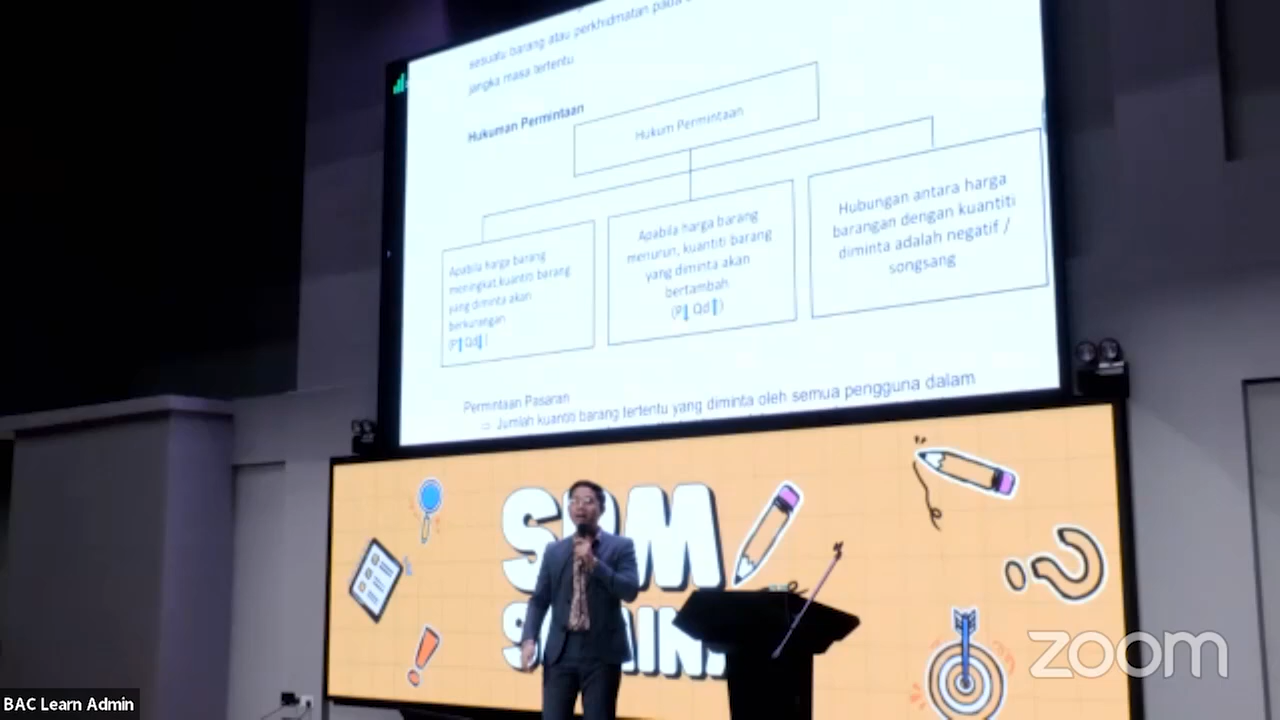 sesuatu barang atau perkhidmatan pada
jangka masa tertentu
Hukuman Permintaan
Hukum Permintaan
Apabila harga barang
meningkat,kuantiti barang
yang diminta akan
berkurangan
(P Qd )
Apabila harga barang
menurun, kuantiti barang
yang diminta akan
bertambah
(P Qd )
Hubungan antara harga
barangan dengan kuantiti
diminta adalah negatif /
songsang
Permintaan Pasaran
⇨ Jumlah kuantiti barang tertentu yang diminta oleh semua pengguna dalam
SPM
zoom
BAC Learn Admin